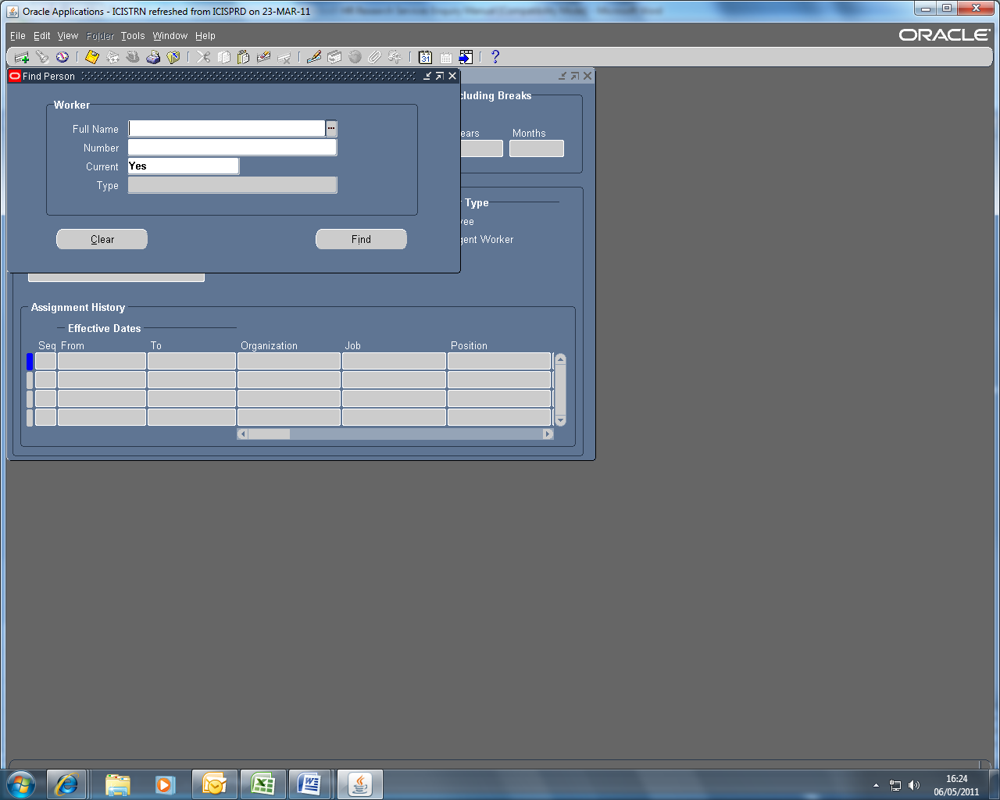 Oracle Applications - ICISTRN refreshed from ICISPRD on 23-MAR-11
File Edit View Folder Tools Window Help
ORACLE
Find Person
Worker
Full Name
Number
Current Yes
Type
Clear Find
cluding Breaks
ears Months
Type
ee
gent Worker
Assignment History
Effective Dates
Seq From To Organization Job Position
16:24
06/05/2011